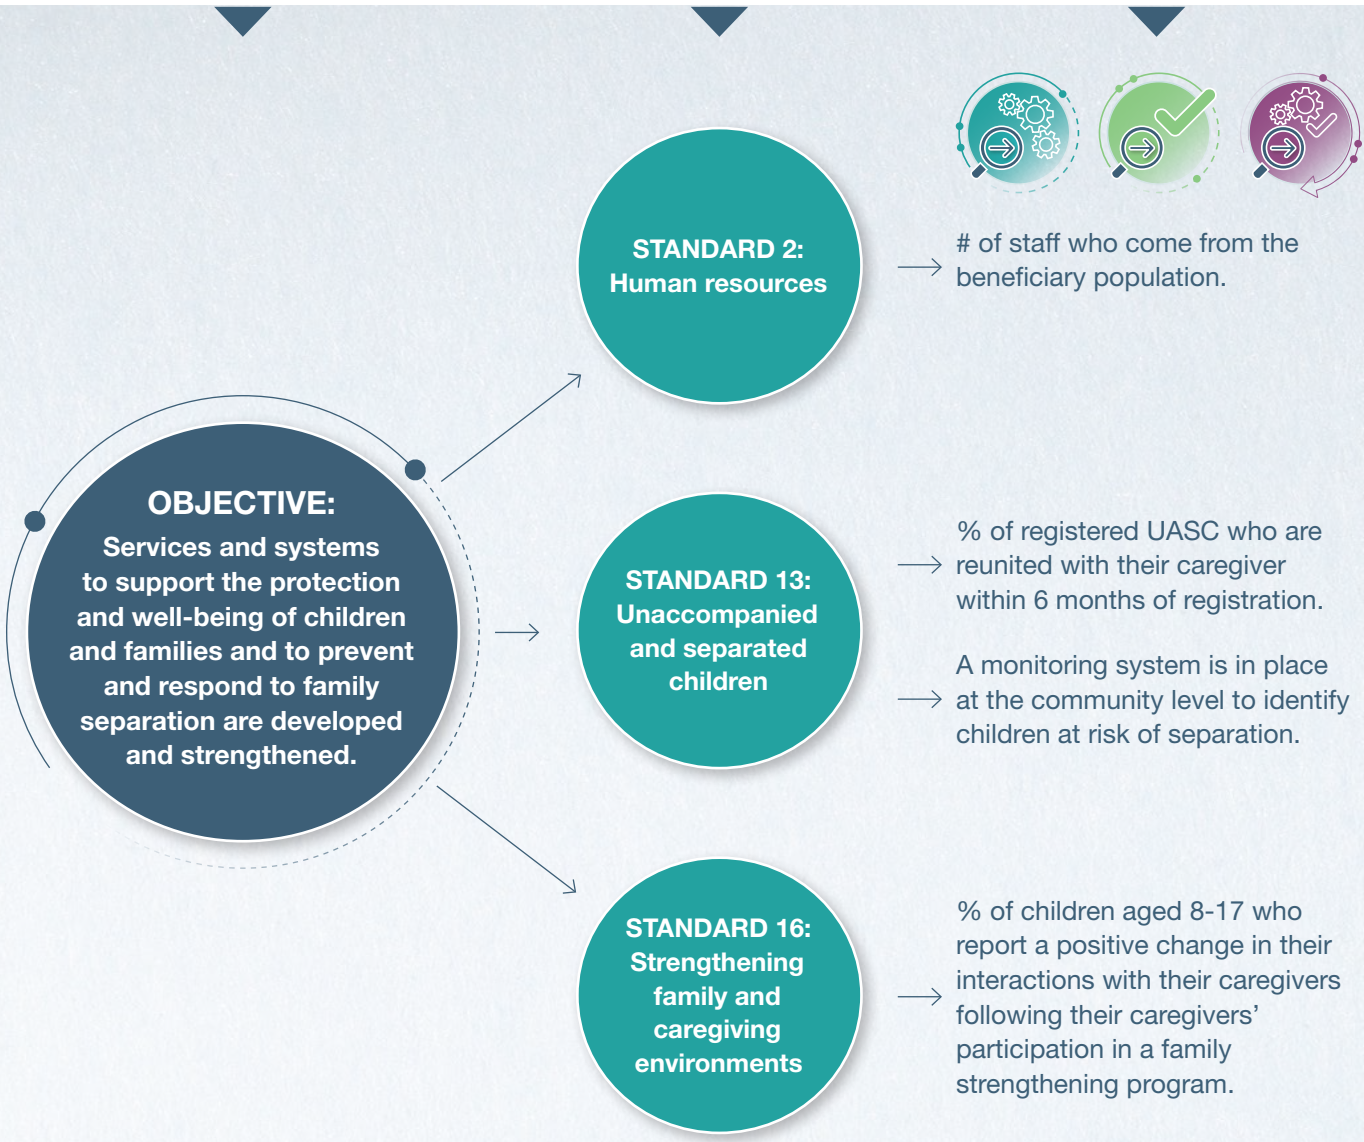 STANDARD 2:
Human resources
# of staff who come from the
beneficiary population.
OBJECTIVE:
Services and systems
to support the protection
and well-being of children
and families and to prevent
and respond to family
separation are developed
and strengthened.
STANDARD 13:
Unaccompanied
and separated
children
% of registered UASC who are
reunited with their caregiver
within 6 months of registration.
A monitoring system is in place
at the community level to identify
children at risk of separation.
STANDARD 16:
Strengthening
family and
caregiving
environments
% of children aged 8-17 who
report a positive change in their
interactions with their caregivers
following their caregivers’
participation in a family
strengthening program.